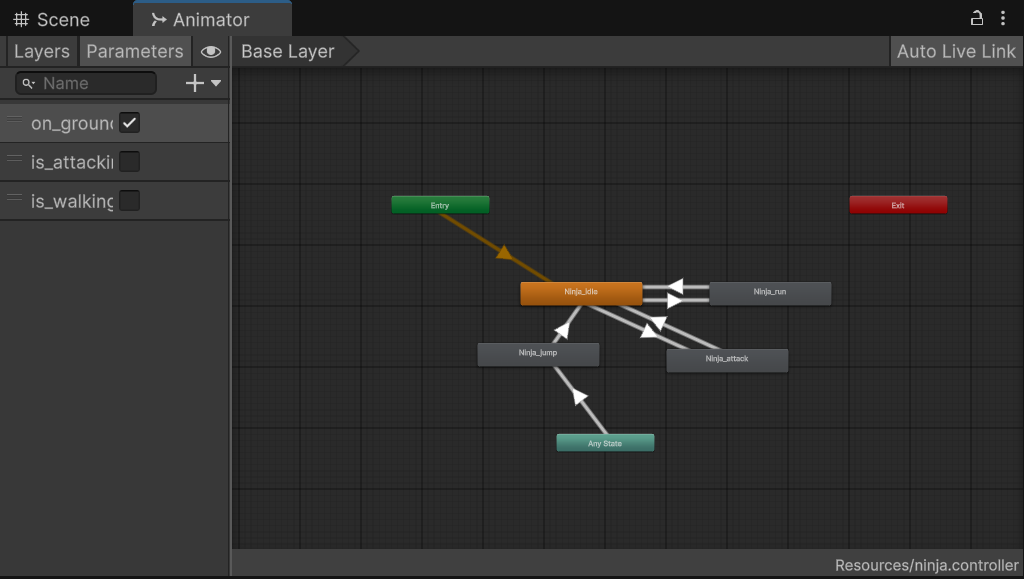 Scene
Animator
Layers
Parameters
Base Layer
Auto Live Link
Name
on_groun
is_attacki
is_walking
Entry
Exit
Ninja_idle
Ninja_run
Ninja_jump
Ninja_attack
Any State
Resources/ninja.controller